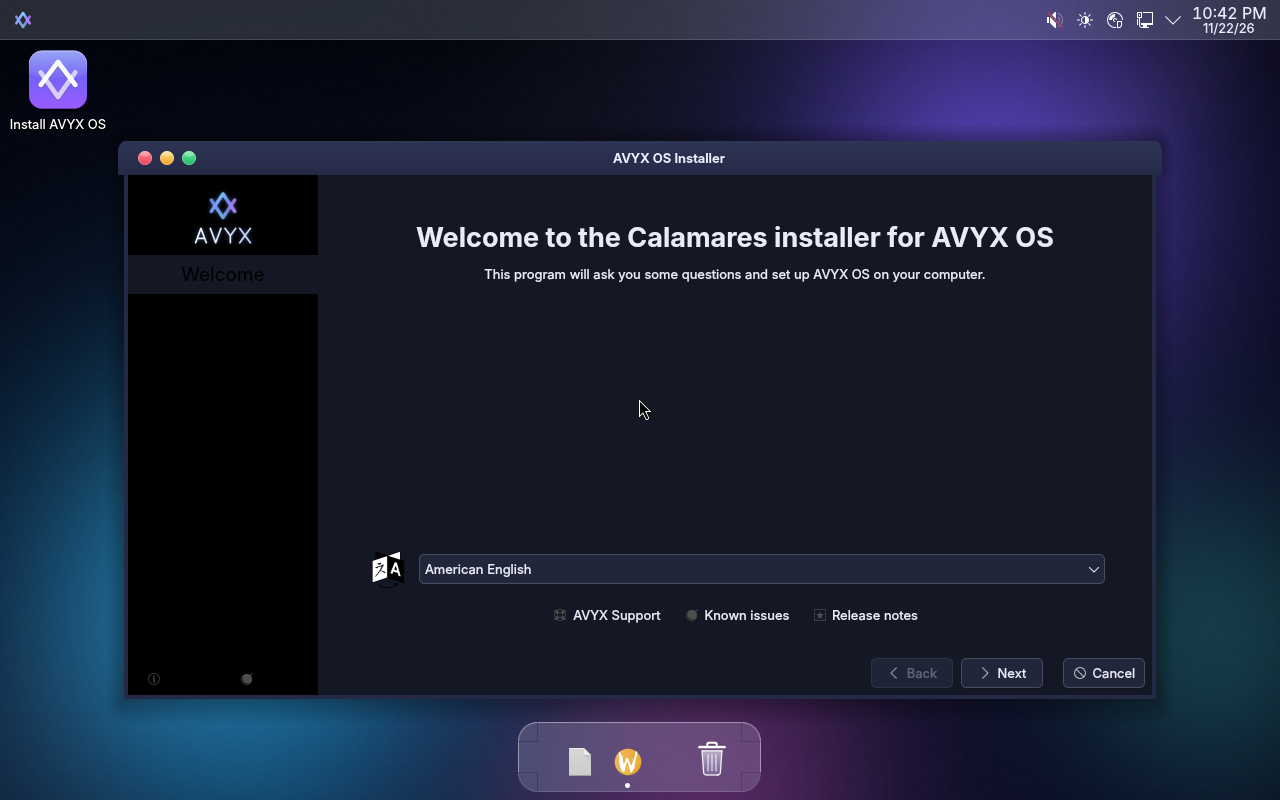 10:42 PM
11/22/26
Install AVYX OS
AVYX OS Installer
AVYX
Welcome
Welcome to the Calamares installer for AVYX OS
This program will ask you some questions and set up AVYX OS on your computer.
American English
AVYX Support
Known issues
Release notes
Back
Next
Cancel